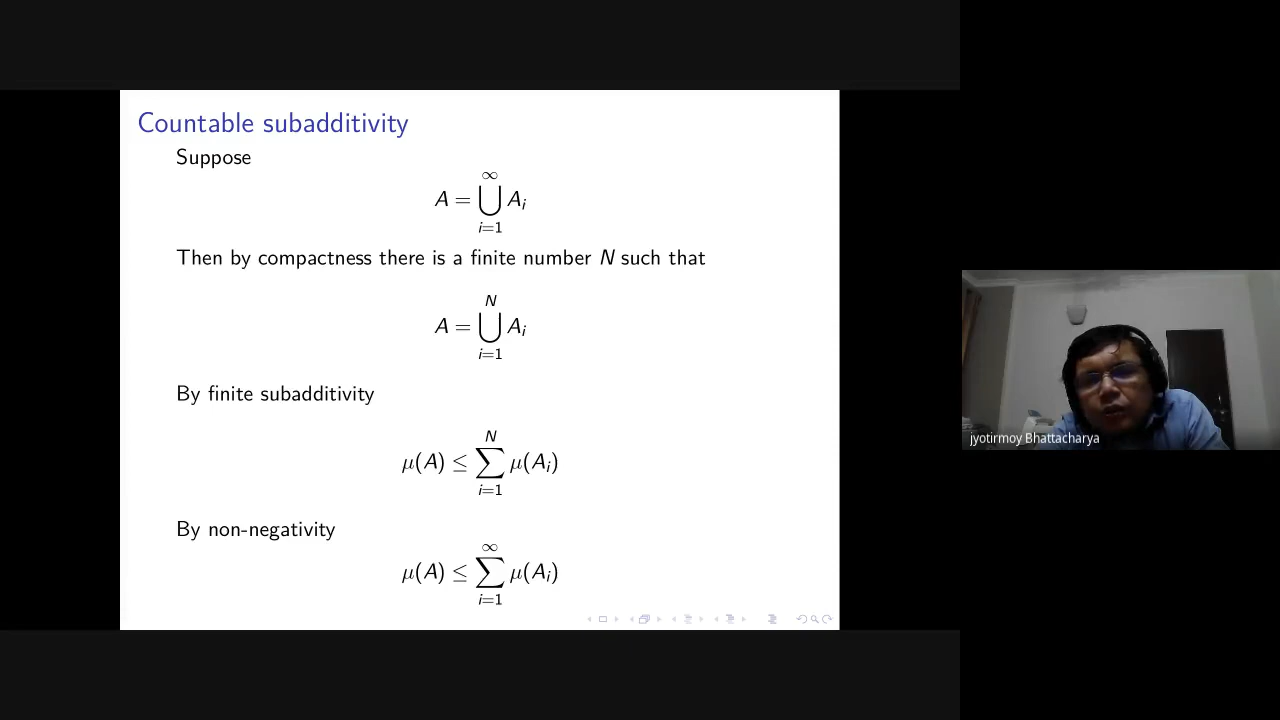 Countable subadditivity
Suppose
A = ⋃_{i=1}^{∞} A_i
Then by compactness there is a finite number N such that
A = ⋃_{i=1}^{N} A_i
By finite subadditivity
μ(A) ≤ ∑_{i=1}^{N} μ(A_i)
By non-negativity
μ(A) ≤ ∑_{i=1}^{∞} μ(A_i)
jyotirmoy Bhattacharya